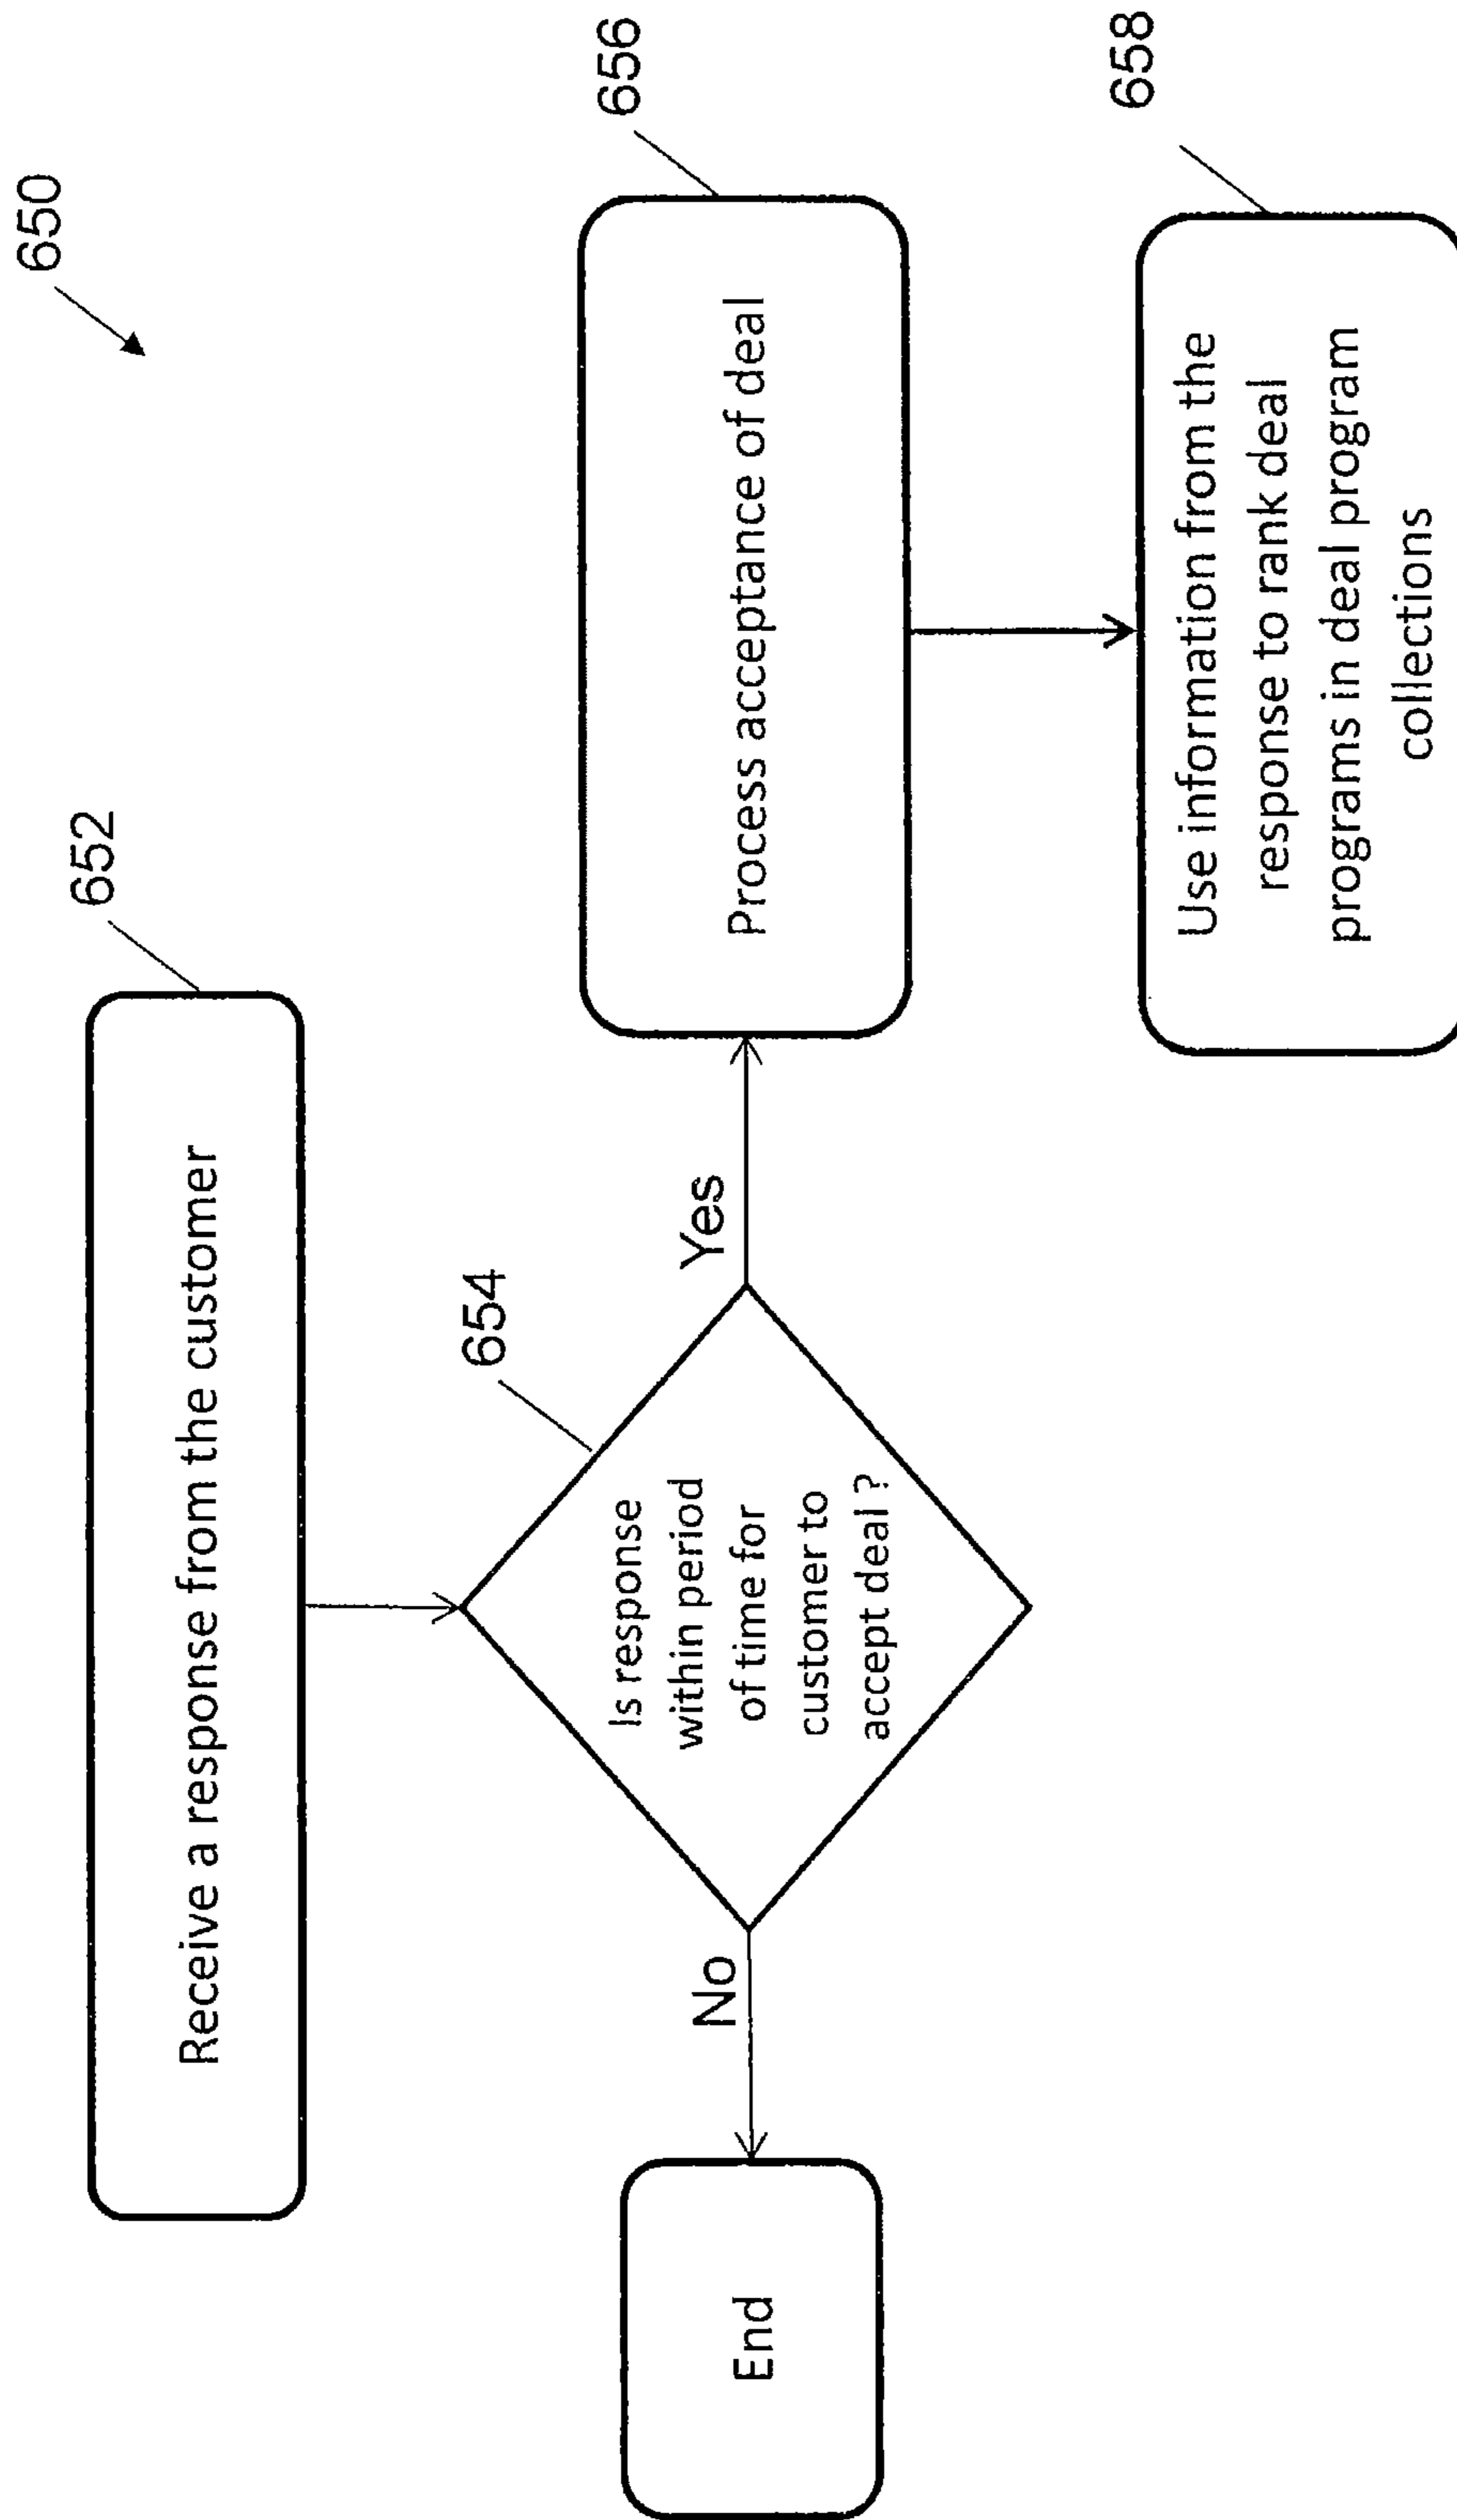 650
652
Receive a response from the customer
654
Is response
within period
of time for
customer to
accept deal ?
No
Yes
End
656
Process acceptance of deal
658
Use information from the
response to rank deal
programs in deal program
collections